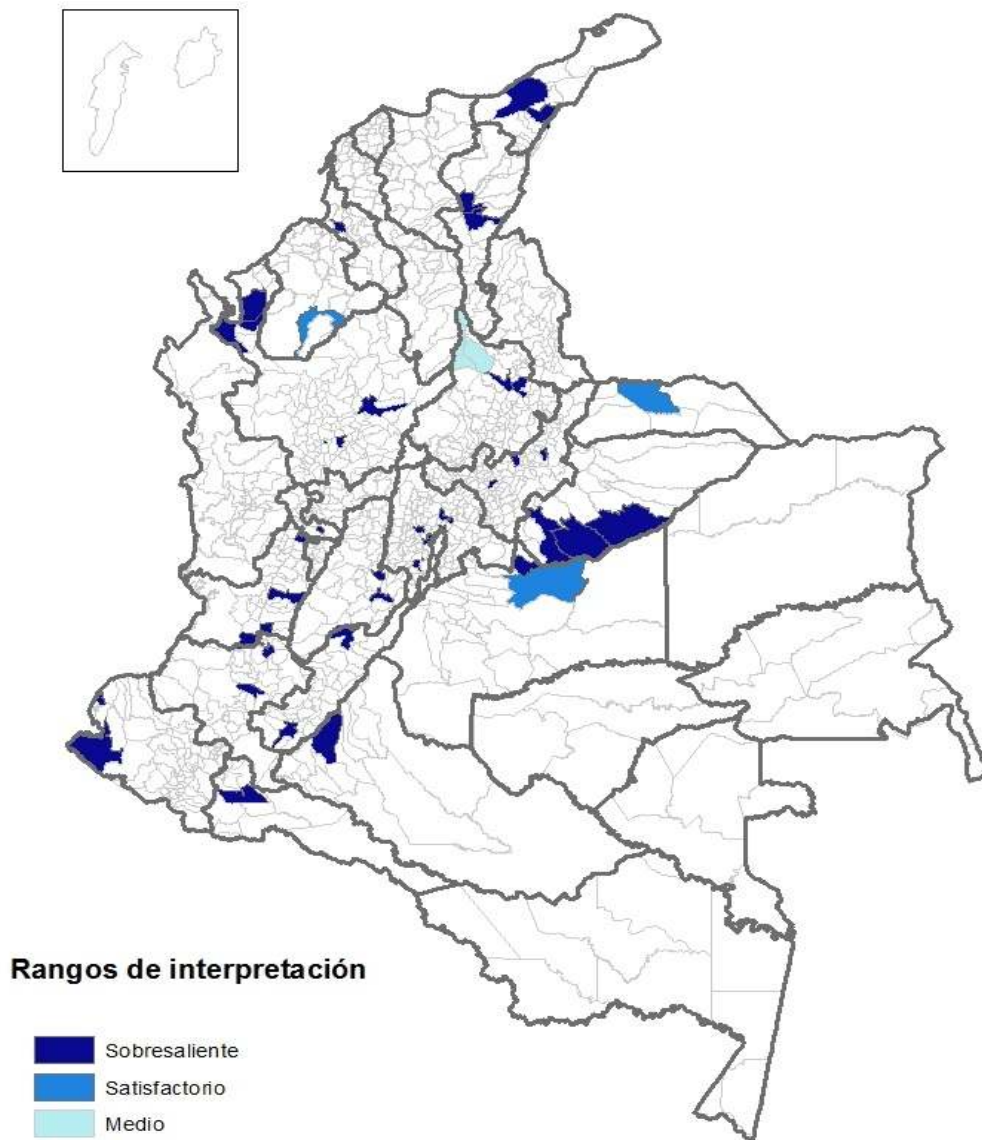 Rangos de interpretación
Sobresaliente
Satisfactorio
Medio